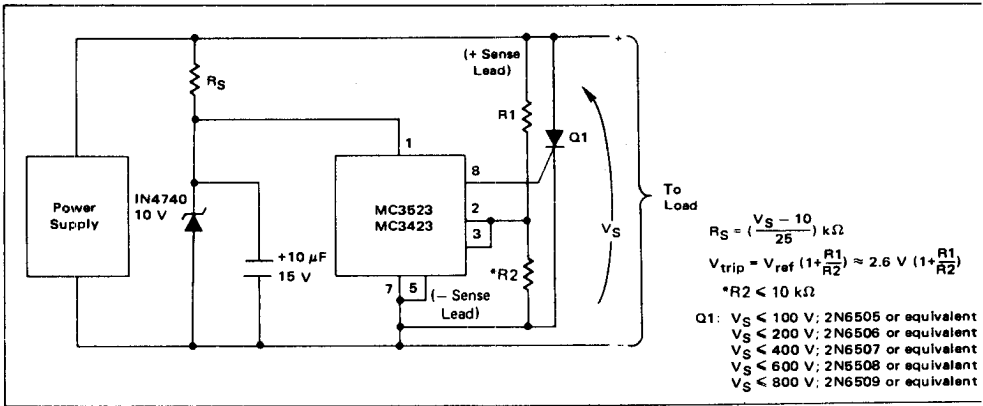 +
(+ Sense
Lead)
RS
R1
Q1
1
8
Power
Supply
IN4740
10 V
MC3523
MC3423
2
3
+10 μF
15 V
*R2
7
5
(– Sense
Lead)
VS
To
Load
RS = (VS – 10 / 25) kΩ
Vtrip = Vref (1+R1/R2) ≈ 2.6 V (1+R1/R2)
*R2 ≤ 10 kΩ
Q1: VS ≤ 100 V; 2N6505 or equivalent
VS ≤ 200 V; 2N6506 or equivalent
VS ≤ 400 V; 2N6507 or equivalent
VS ≤ 600 V; 2N6508 or equivalent
VS ≤ 800 V; 2N6509 or equivalent